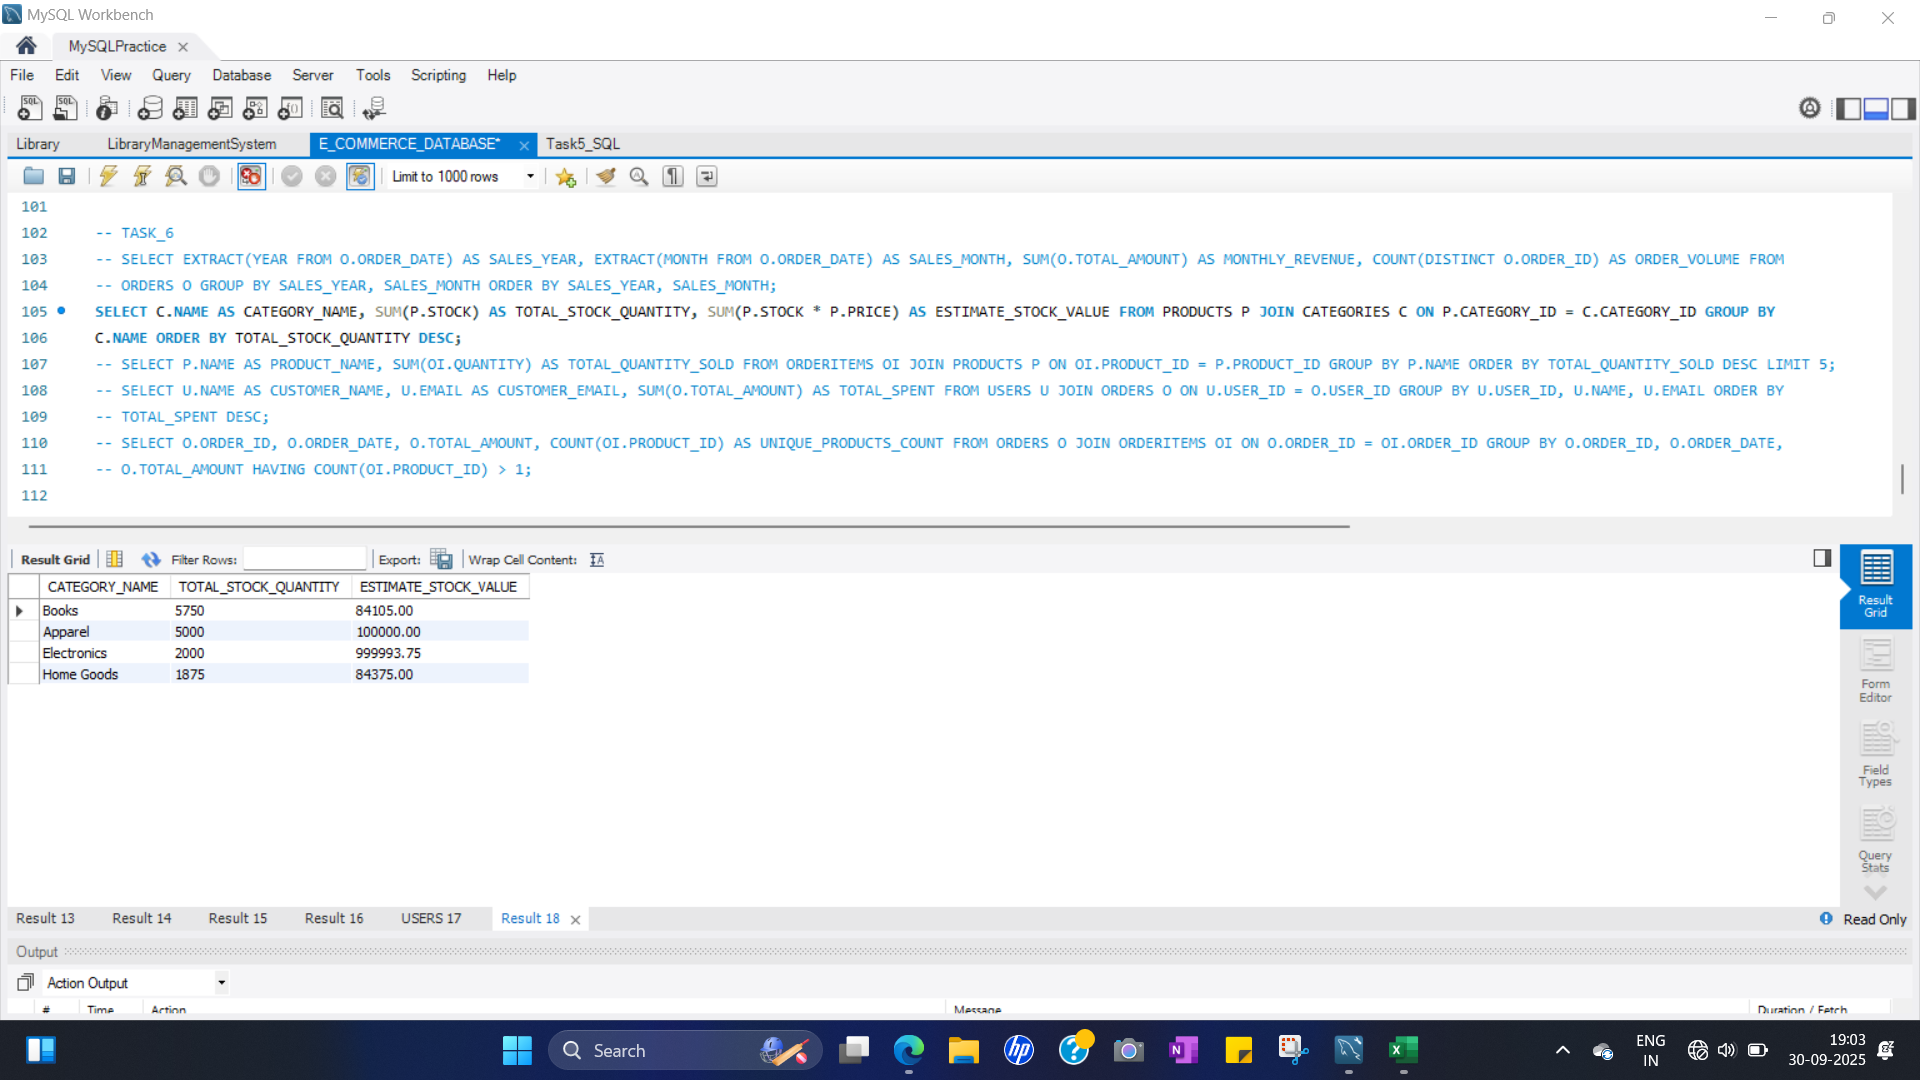 MySQL Workbench
MySQLPractice
File Edit View Query Database Server Tools Scripting Help
Library LibraryManagementSystem E_COMMERCE_DATABASE* Task5_SQL
Limit to 1000 rows
101
102 -- TASK_6
103 -- SELECT EXTRACT(YEAR FROM O.ORDER_DATE) AS SALES_YEAR, EXTRACT(MONTH FROM O.ORDER_DATE) AS SALES_MONTH, SUM(O.TOTAL_AMOUNT) AS MONTHLY_REVENUE, COUNT(DISTINCT O.ORDER_ID) AS ORDER_VOLUME FROM
104 -- ORDERS O GROUP BY SALES_YEAR, SALES_MONTH ORDER BY SALES_YEAR, SALES_MONTH;
105 SELECT C.NAME AS CATEGORY_NAME, SUM(P.STOCK) AS TOTAL_STOCK_QUANTITY, SUM(P.STOCK * P.PRICE) AS ESTIMATE_STOCK_VALUE FROM PRODUCTS P JOIN CATEGORIES C ON P.CATEGORY_ID = C.CATEGORY_ID GROUP BY
106 C.NAME ORDER BY TOTAL_STOCK_QUANTITY DESC;
107 -- SELECT P.NAME AS PRODUCT_NAME, SUM(OI.QUANTITY) AS TOTAL_QUANTITY_SOLD FROM ORDERITEMS OI JOIN PRODUCTS P ON OI.PRODUCT_ID = P.PRODUCT_ID GROUP BY P.NAME ORDER BY TOTAL_QUANTITY_SOLD DESC LIMIT 5;
108 -- SELECT U.NAME AS CUSTOMER_NAME, U.EMAIL AS CUSTOMER_EMAIL, SUM(O.TOTAL_AMOUNT) AS TOTAL_SPENT FROM USERS U JOIN ORDERS O ON U.USER_ID = O.USER_ID GROUP BY U.USER_ID, U.NAME, U.EMAIL ORDER BY
109 -- TOTAL_SPENT DESC;
110 -- SELECT O.ORDER_ID, O.ORDER_DATE, O.TOTAL_AMOUNT, COUNT(OI.PRODUCT_ID) AS UNIQUE_PRODUCTS_COUNT FROM ORDERS O JOIN ORDERITEMS OI ON O.ORDER_ID = OI.ORDER_ID GROUP BY O.ORDER_ID, O.ORDER_DATE,
111 -- O.TOTAL_AMOUNT HAVING COUNT(OI.PRODUCT_ID) > 1;
112
Result Grid Filter Rows: Export: Wrap Cell Content:
CATEGORY_NAME TOTAL_STOCK_QUANTITY ESTIMATE_STOCK_VALUE
Books 5750 84105.00
Apparel 5000 100000.00
Electronics 2000 999993.75
Home Goods 1875 84375.00
Result
Grid
Form
Editor
Field
Types
Query
Stats
Result 13 Result 14 Result 15 Result 16 USERS 17 Result 18 Read Only
Output
Action Output
# Time Action Message Duration / Fetch
Search
ENG
IN
19:03
30-09-2025